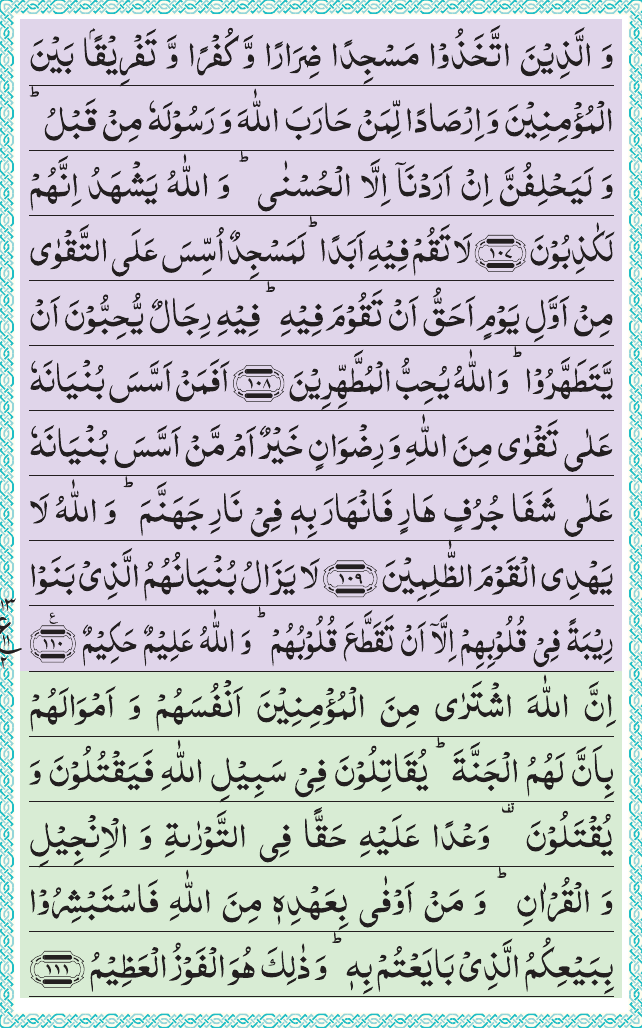 وَ الَّذِیۡنَ اتَّخَذُوۡا مَسۡجِدًا ضِرَارًا وَّ کُفۡرًا وَّ تَفۡرِیۡقًۢا بَیۡنَ
الۡمُؤۡمِنِیۡنَ وَ اِرۡصَادًا لِّمَنۡ حَارَبَ اللّٰہَ وَ رَسُوۡلَہٗ مِنۡ قَبۡلُ ؕ
وَ لَیَحۡلِفُنَّ اِنۡ اَرَدۡنَاۤ اِلَّا الۡحُسۡنٰی ؕ وَ اللّٰہُ یَشۡہَدُ اِنَّہُمۡ
لَکٰذِبُوۡنَ ﴿۱۰۷﴾ لَا تَقُمۡ فِیۡہِ اَبَدًا ؕ لَمَسۡجِدٌ اُسِّسَ عَلَی التَّقۡوٰی
مِنۡ اَوَّلِ یَوۡمٍ اَحَقُّ اَنۡ تَقُوۡمَ فِیۡہِ ؕ فِیۡہِ رِجَالٌ یُّحِبُّوۡنَ اَنۡ
یَّتَطَہَّرُوۡا ؕ وَ اللّٰہُ یُحِبُّ الۡمُطَّہِّرِیۡنَ ﴿۱۰۸﴾ اَفَمَنۡ اَسَّسَ بُنۡیَانَہٗ
عَلٰی تَقۡوٰی مِنَ اللّٰہِ وَ رِضۡوَانٍ خَیۡرٌ اَمۡ مَّنۡ اَسَّسَ بُنۡیَانَہٗ
عَلٰی شَفَا جُرُفٍ ہَارٍ فَانۡہَارَ بِہٖ فِیۡ نَارِ جَہَنَّمَ ؕ وَ اللّٰہُ لَا
یَہۡدِی الۡقَوۡمَ الظّٰلِمِیۡنَ ﴿۱۰۹﴾ لَا یَزَالُ بُنۡیَانُہُمُ الَّذِیۡ بَنَوۡا
رِیۡبَۃً فِیۡ قُلُوۡبِہِمۡ اِلَّاۤ اَنۡ تَقَطَّعَ قُلُوۡبُہُمۡ ؕ وَ اللّٰہُ عَلِیۡمٌ حَکِیۡمٌ ﴿۱۱۰﴾٪
اِنَّ اللّٰہَ اشۡتَرٰی مِنَ الۡمُؤۡمِنِیۡنَ اَنۡفُسَہُمۡ وَ اَمۡوَالَہُمۡ
بِاَنَّ لَہُمُ الۡجَنَّۃَ ؕ یُقَاتِلُوۡنَ فِیۡ سَبِیۡلِ اللّٰہِ فَیَقۡتُلُوۡنَ وَ
یُقۡتَلُوۡنَ ۟ وَعۡدًا عَلَیۡہِ حَقًّا فِی التَّوۡرٰىۃِ وَ الۡاِنۡجِیۡلِ
وَ الۡقُرۡاٰنِ ؕ وَ مَنۡ اَوۡفٰی بِعَہۡدِہٖ مِنَ اللّٰہِ فَاسۡتَبۡشِرُوۡا
بِبَیۡعِکُمُ الَّذِیۡ بَایَعۡتُمۡ بِہٖ ؕ وَ ذٰلِکَ ہُوَ الۡفَوۡزُ الۡعَظِیۡمُ ﴿۱۱۱﴾